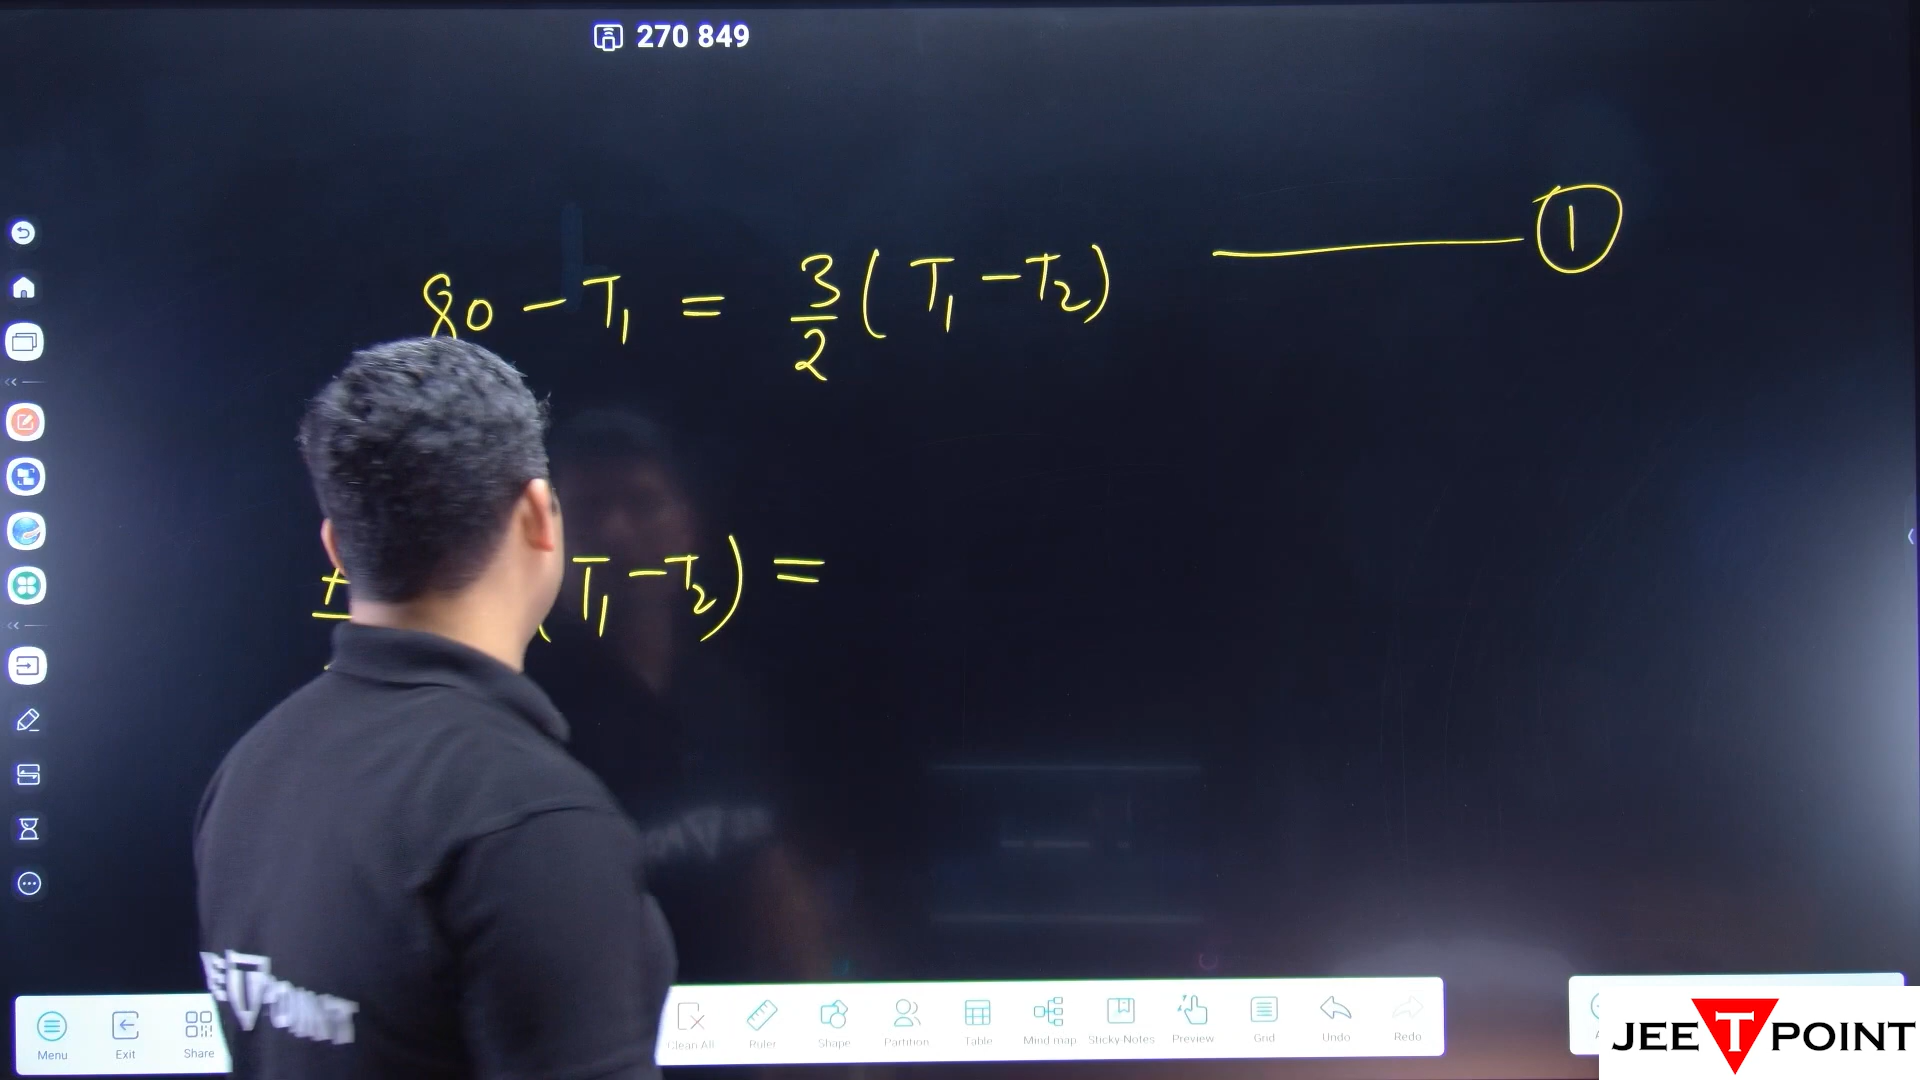 270 849
80 - T₁ = 3/2 (T₁ - T₂) ——— ①
(T₁ - T₂) =
Menu Exit Share Clean All Ruler Shape Partition Table Mind map Sticky Notes Preview Grid Undo Redo
JEE T POINT